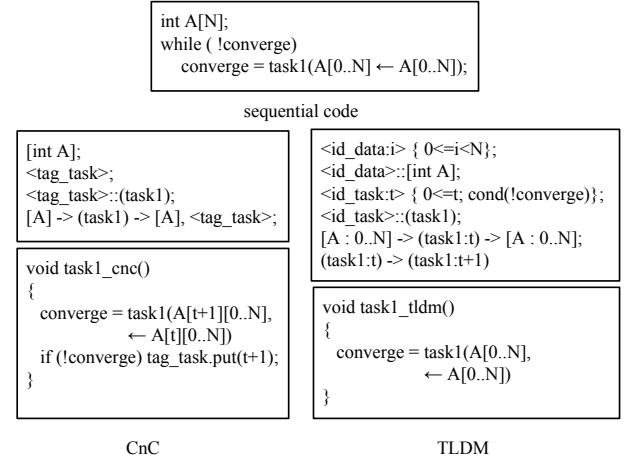 int A[N];
while ( !converge)
converge = task1(A[0..N] ← A[0..N]);
sequential code
[int A];
<tag_task>;
<tag_task>::(task1);
[A] -> (task1) -> [A], <tag_task>;
void task1_cnc()
{
converge = task1(A[t+1][0..N],
← A[t][0..N])
if (!converge) tag_task.put(t+1);
}
CnC
<id_data:i> { 0<=i<N};
<id_data>::[int A];
<id_task:t> { 0<=t; cond(!converge)};
<id_task>::(task1);
[A : 0..N] -> (task1:t) -> [A : 0..N];
(task1:t) -> (task1:t+1)
void task1_tldm()
{
converge = task1(A[0..N],
← A[0..N])
}
TLDM